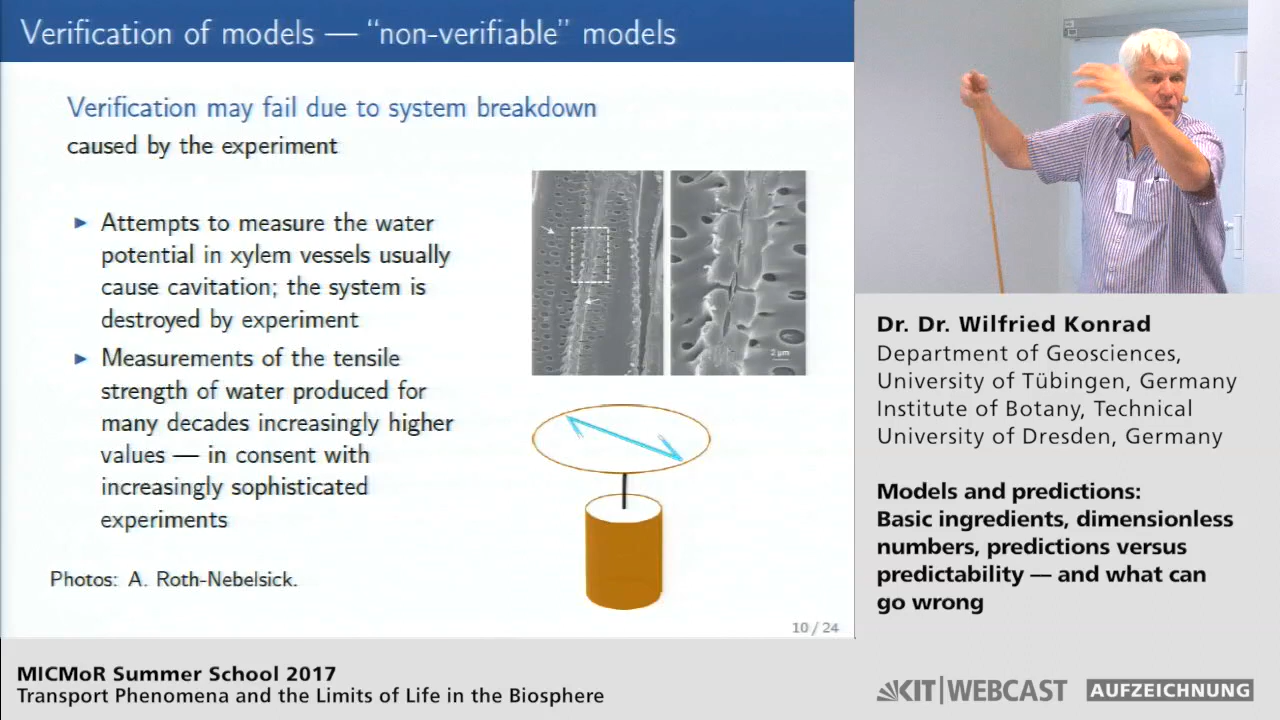 Verification of models — “non-verifiable” models
Verification may fail due to system breakdown
caused by the experiment
Attempts to measure the water
potential in xylem vessels usually
cause cavitation; the system is
destroyed by experiment
Measurements of the tensile
strength of water produced for
many decades increasingly higher
values — in consent with
increasingly sophisticated
experiments
2 µm
Photos: A. Roth-Nebelsick.
10 / 24
Dr. Dr. Wilfried Konrad
Department of Geosciences,
University of Tübingen, Germany
Institute of Botany, Technical
University of Dresden, Germany
Models and predictions:
Basic ingredients, dimensionless
numbers, predictions versus
predictability — and what can
go wrong
MICMoR Summer School 2017
Transport Phenomena and the Limits of Life in the Biosphere
KIT|WEBCAST AUFZEICHNUNG